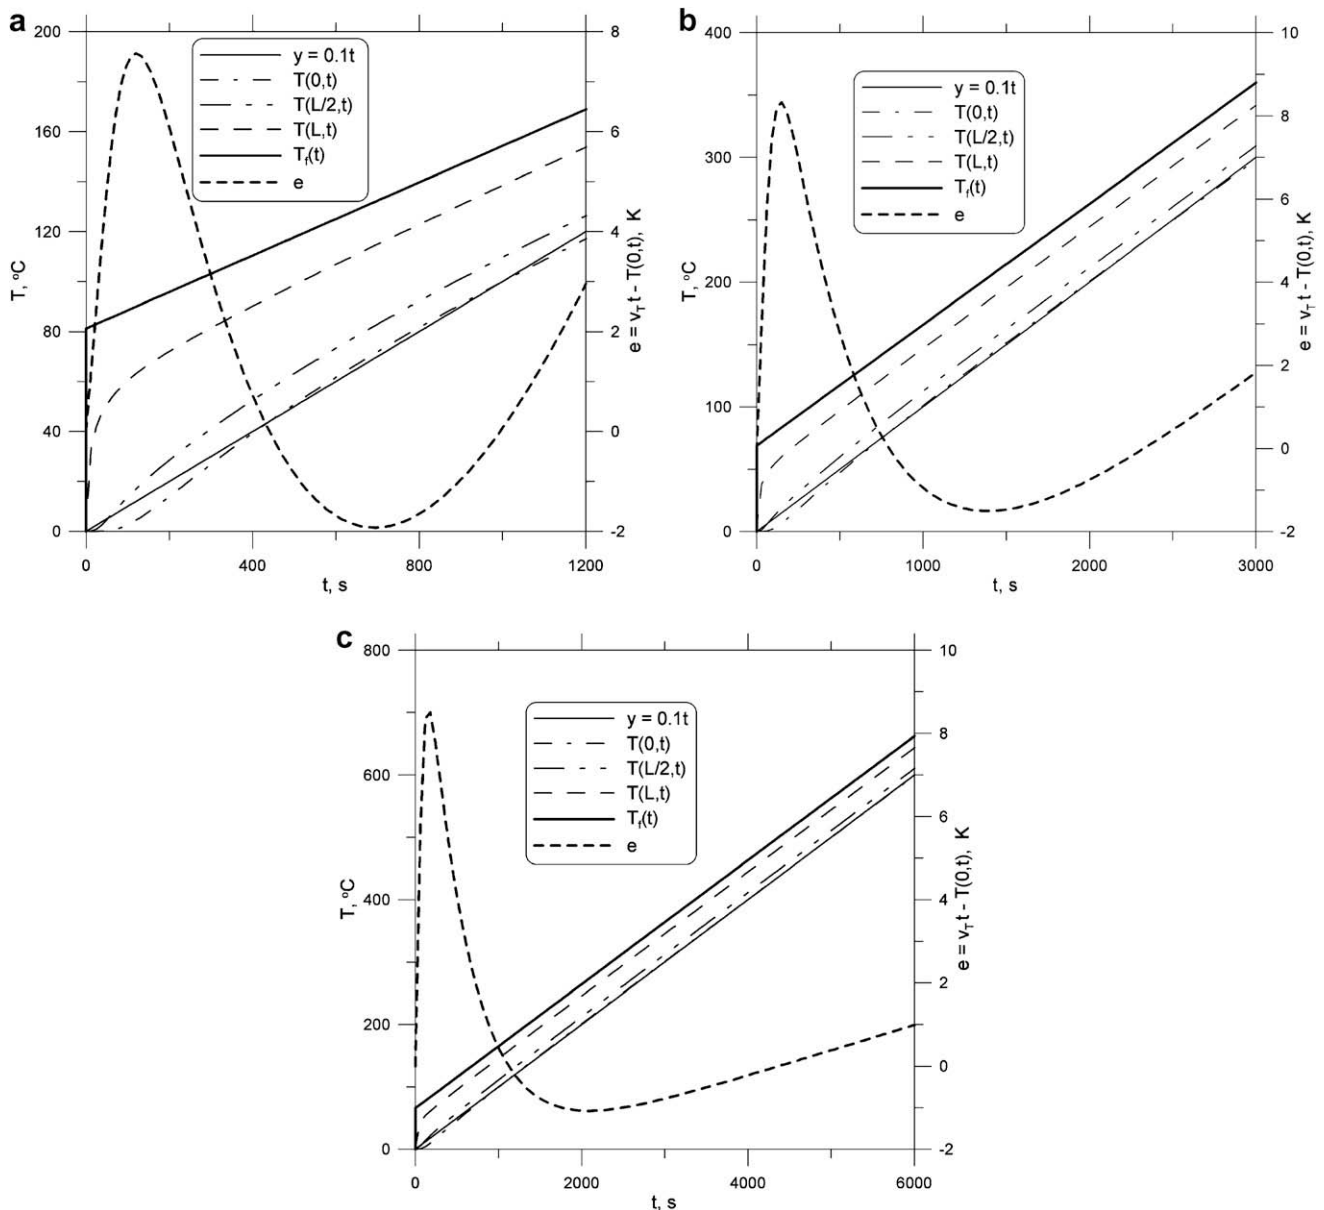 a
200
160
120
80
40
0
T, °C
8
6
4
2
0
-2
e = v_T t - T(0,t), K
y = 0.1t
T(0,t)
T(L/2,t)
T(L,t)
T_f(t)
e
0
400
800
1200
t, s
b
400
300
200
100
0
T, °C
10
8
6
4
2
0
-2
e = v_T t - T(0,t), K
y = 0.1t
T(0,t)
T(L/2,t)
T(L,t)
T_f(t)
e
0
1000
2000
3000
t, s
c
800
600
400
200
0
T, °C
10
8
6
4
2
0
-2
e = v_T t - T(0,t), K
y = 0.1t
T(0,t)
T(L/2,t)
T(L,t)
T_f(t)
e
0
2000
4000
6000
t, s